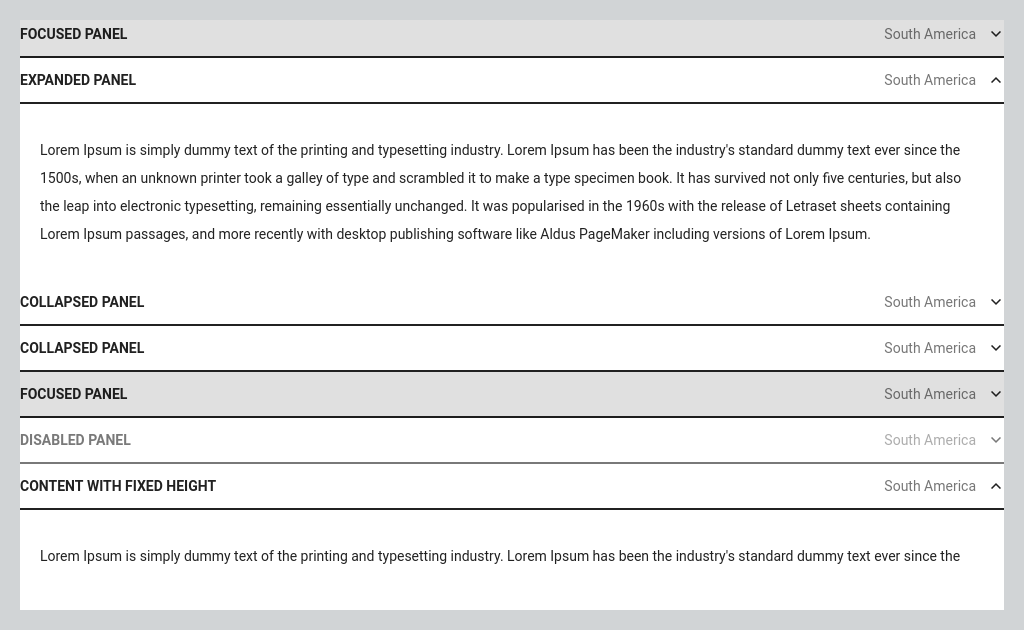 FOCUSED PANEL South America
EXPANDED PANEL South America
Lorem Ipsum is simply dummy text of the printing and typesetting industry. Lorem Ipsum has been the industry's standard dummy text ever since the
1500s, when an unknown printer took a galley of type and scrambled it to make a type specimen book. It has survived not only five centuries, but also
the leap into electronic typesetting, remaining essentially unchanged. It was popularised in the 1960s with the release of Letraset sheets containing
Lorem Ipsum passages, and more recently with desktop publishing software like Aldus PageMaker including versions of Lorem Ipsum.
COLLAPSED PANEL South America
COLLAPSED PANEL South America
FOCUSED PANEL South America
DISABLED PANEL South America
CONTENT WITH FIXED HEIGHT South America
Lorem Ipsum is simply dummy text of the printing and typesetting industry. Lorem Ipsum has been the industry's standard dummy text ever since the